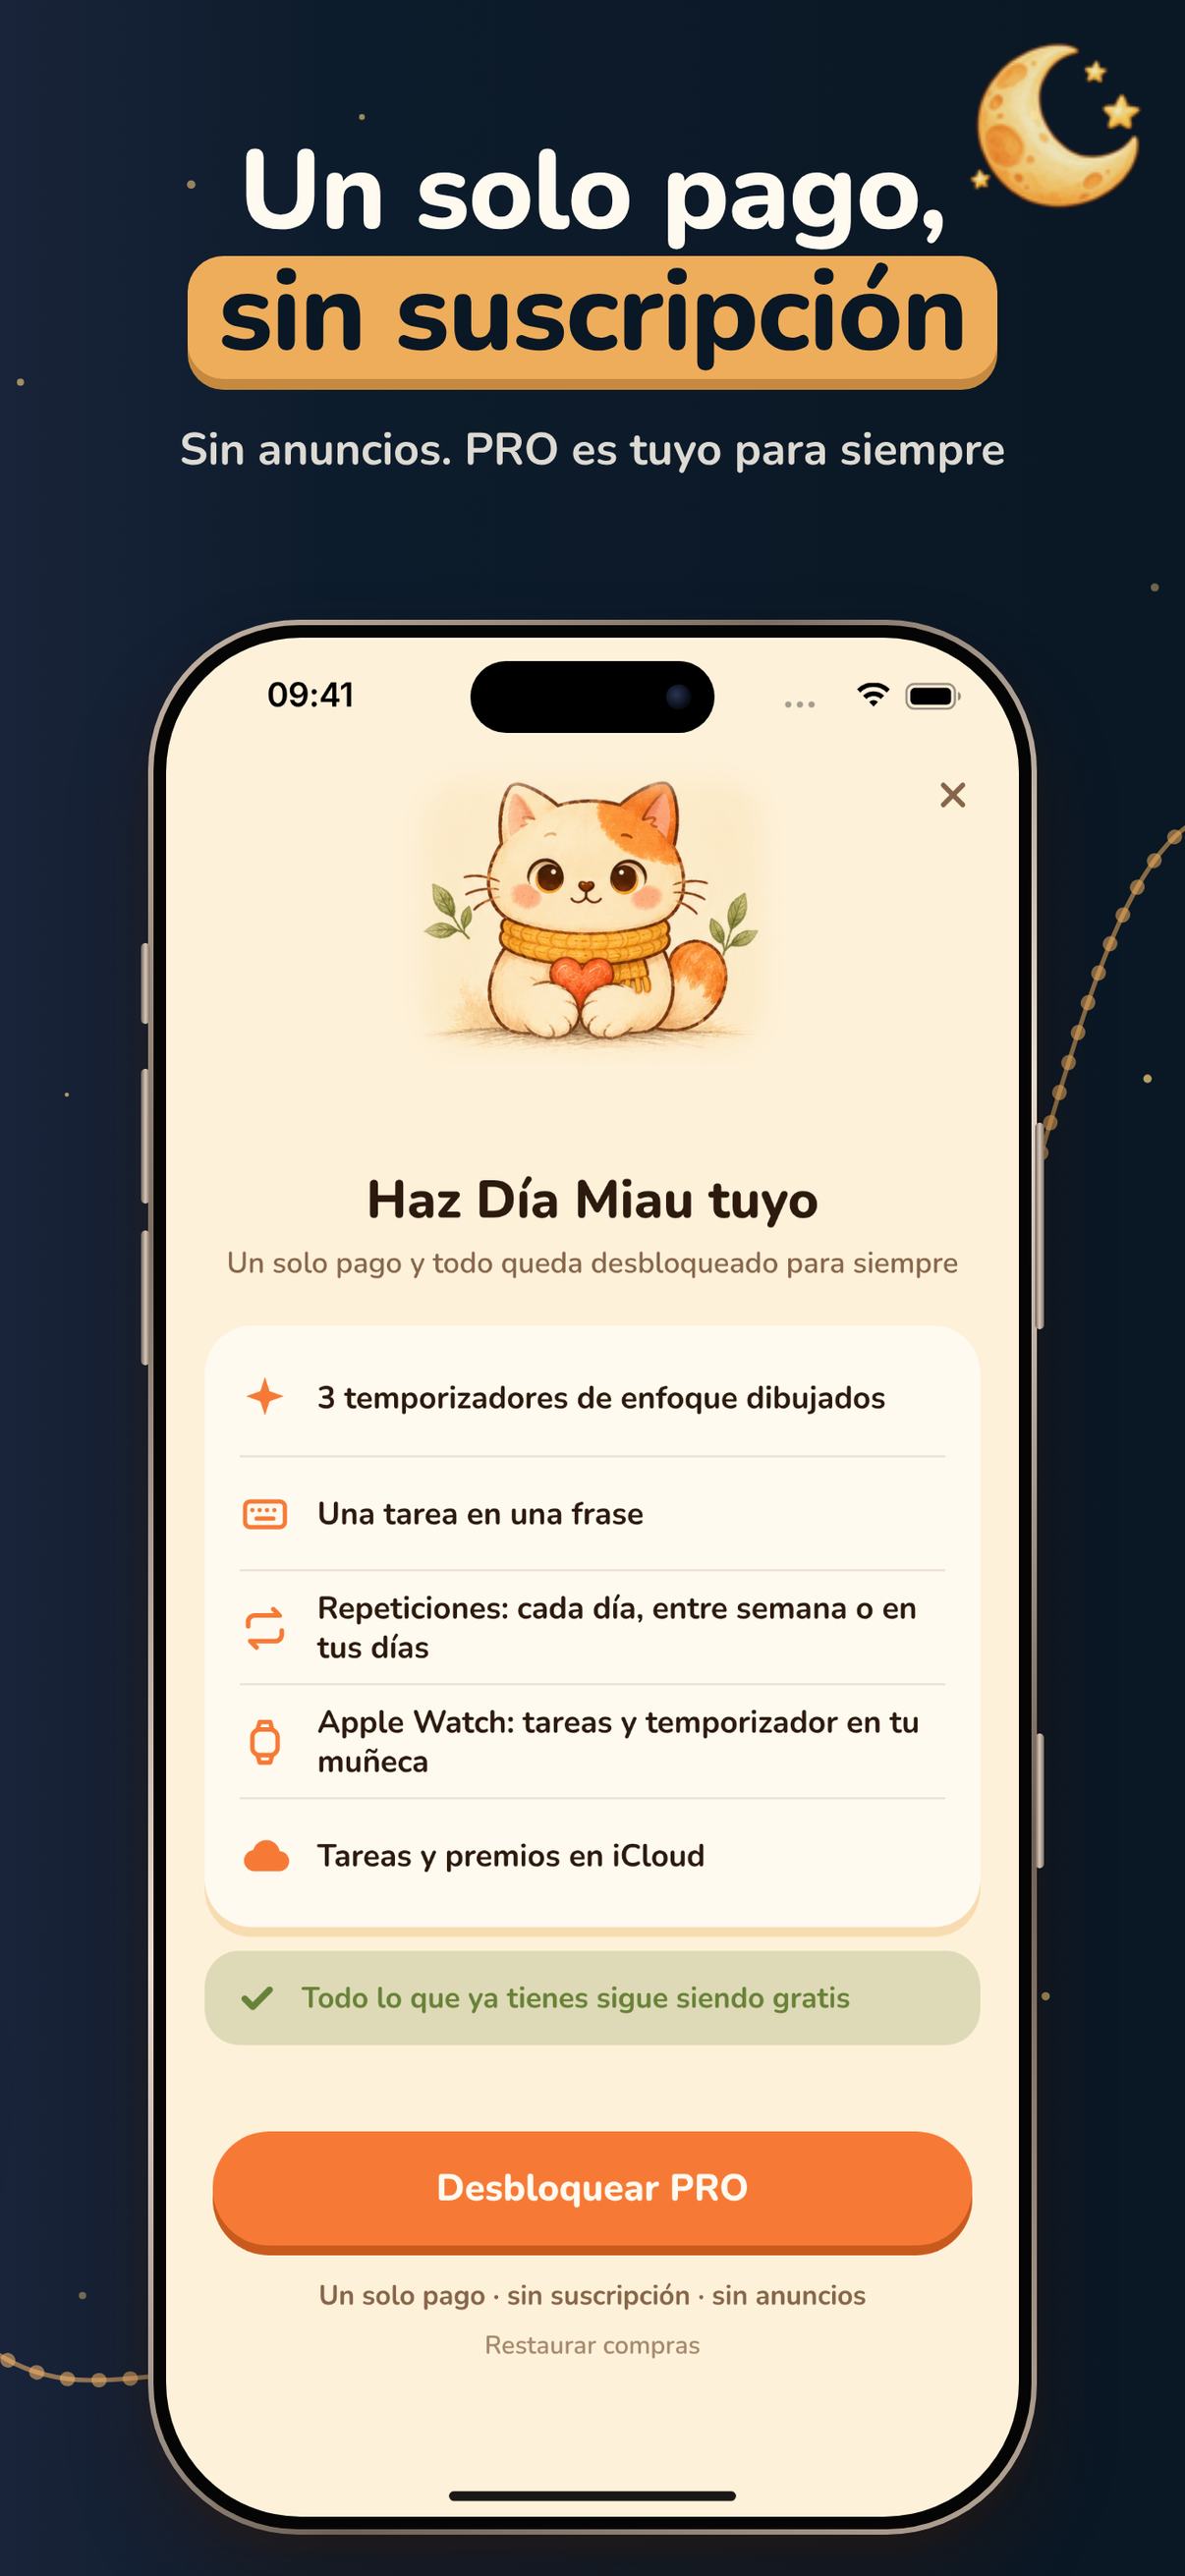 Un solo pago,
sin suscripción
Sin anuncios. PRO es tuyo para siempre
09:41
Haz Día Miau tuyo
Un solo pago y todo queda desbloqueado para siempre
3 temporizadores de enfoque dibujados
Una tarea en una frase
Repeticiones: cada día, entre semana o en
tus días
Apple Watch: tareas y temporizador en tu
muñeca
Tareas y premios en iCloud
Todo lo que ya tienes sigue siendo gratis
Desbloquear PRO
Un solo pago · sin suscripción · sin anuncios
Restaurar compras